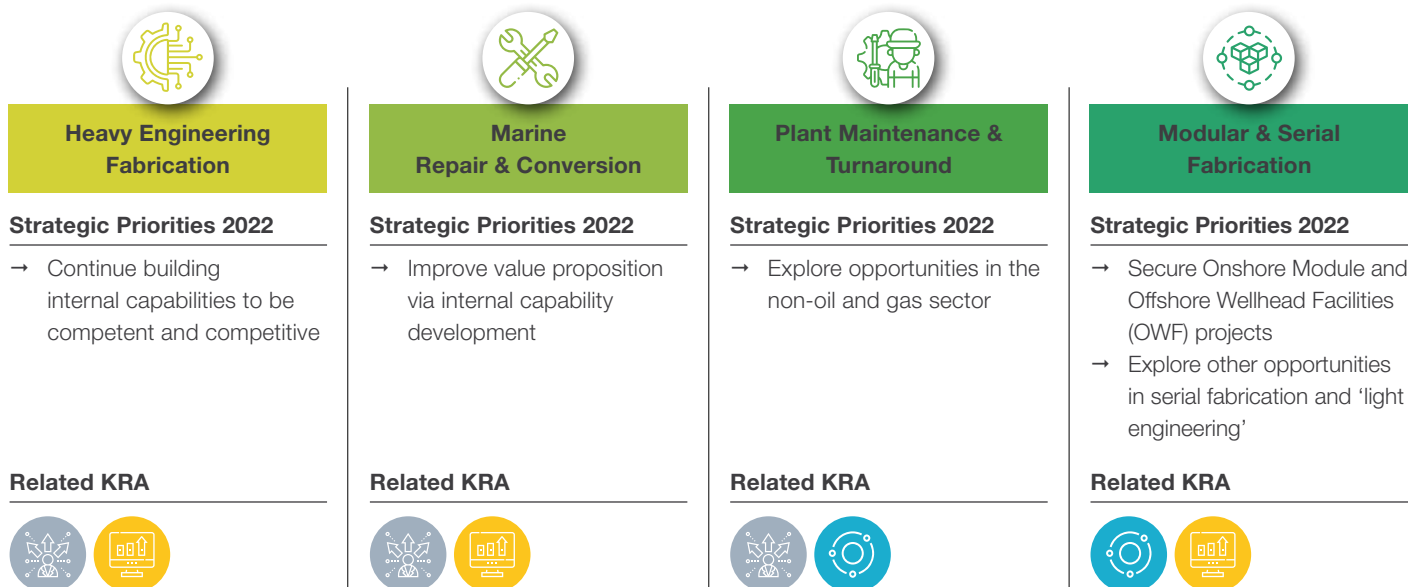 Heavy Engineering
Fabrication
Strategic Priorities 2022
→ Continue building
internal capabilities to be
competent and competitive
Related KRA
Marine
Repair & Conversion
Strategic Priorities 2022
→ Improve value proposition
via internal capability
development
Related KRA
Plant Maintenance &
Turnaround
Strategic Priorities 2022
→ Explore opportunities in the
non-oil and gas sector
Related KRA
Modular & Serial
Fabrication
Strategic Priorities 2022
→ Secure Onshore Module and
Offshore Wellhead Facilities
(OWF) projects
→ Explore other opportunities
in serial fabrication and ‘light
engineering’
Related KRA